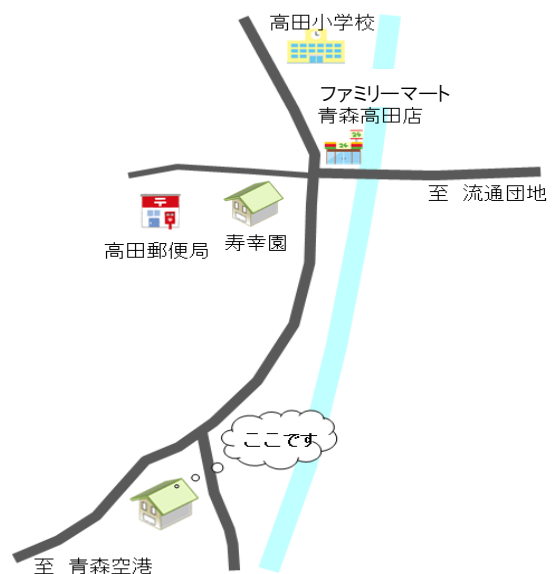 高田小学校
ファミリーマート
青森高田店
至 流通団地
寿幸園
高田郵便局
ここです
至 青森空港